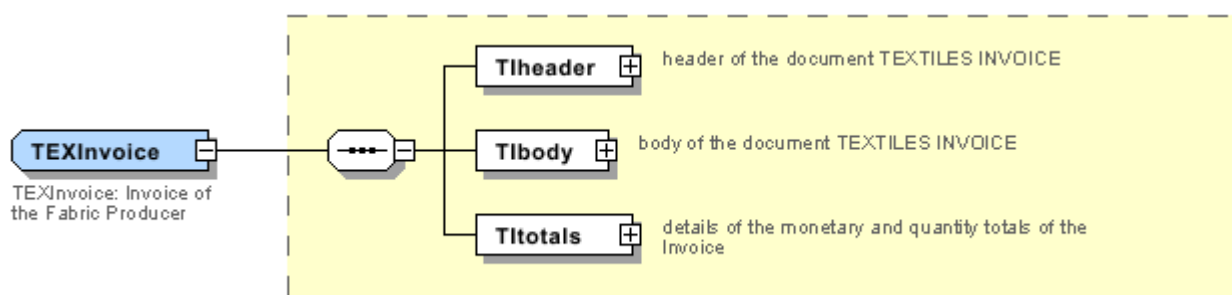 TIheader
header of the document TEXTILES INVOICE
TEXInvoice
TIbody
body of the document TEXTILES INVOICE
TEXInvoice: Invoice of
the Fabric Producer
TItotals
details of the monetary and quantity totals of the
Invoice